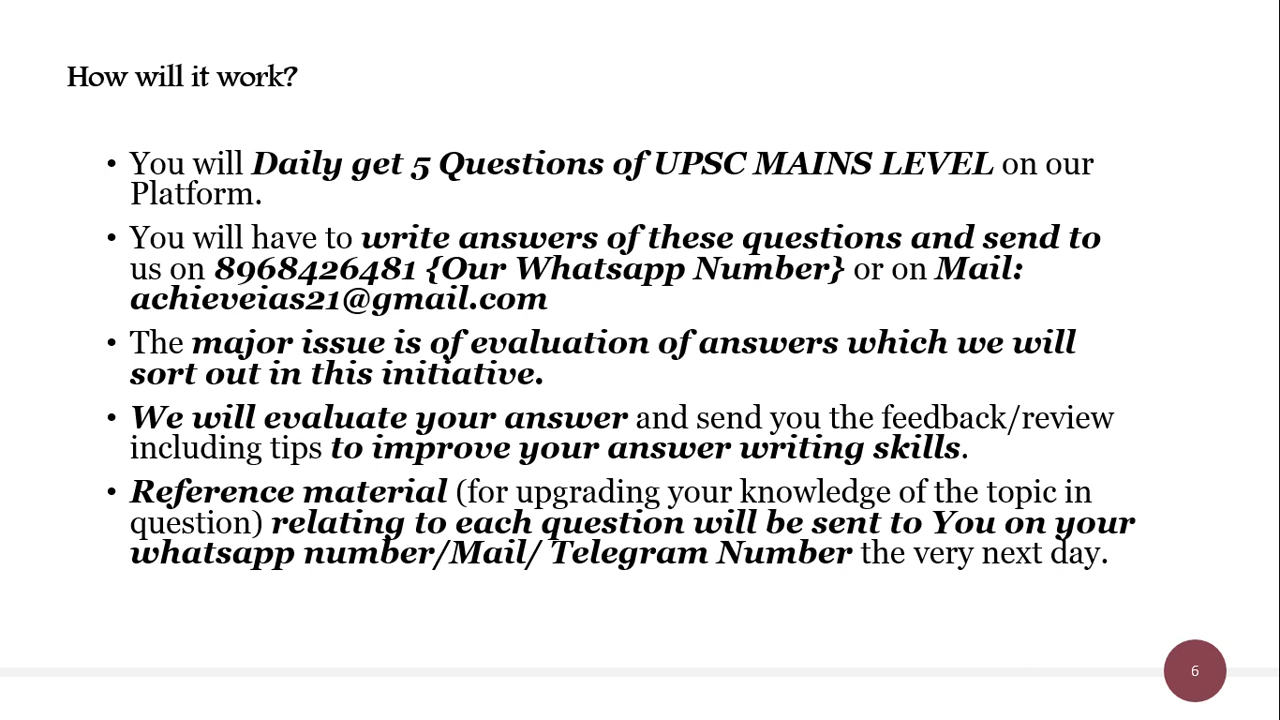 How will it work?
• You will Daily get 5 Questions of UPSC MAINS LEVEL on our
Platform.
• You will have to write answers of these questions and send to
us on 8968426481 {Our Whatsapp Number} or on Mail:
achieveias21@gmail.com
• The major issue is of evaluation of answers which we will
sort out in this initiative.
• We will evaluate your answer and send you the feedback/review
including tips to improve your answer writing skills.
• Reference material (for upgrading your knowledge of the topic in
question) relating to each question will be sent to You on your
whatsapp number/Mail/ Telegram Number the very next day.
6